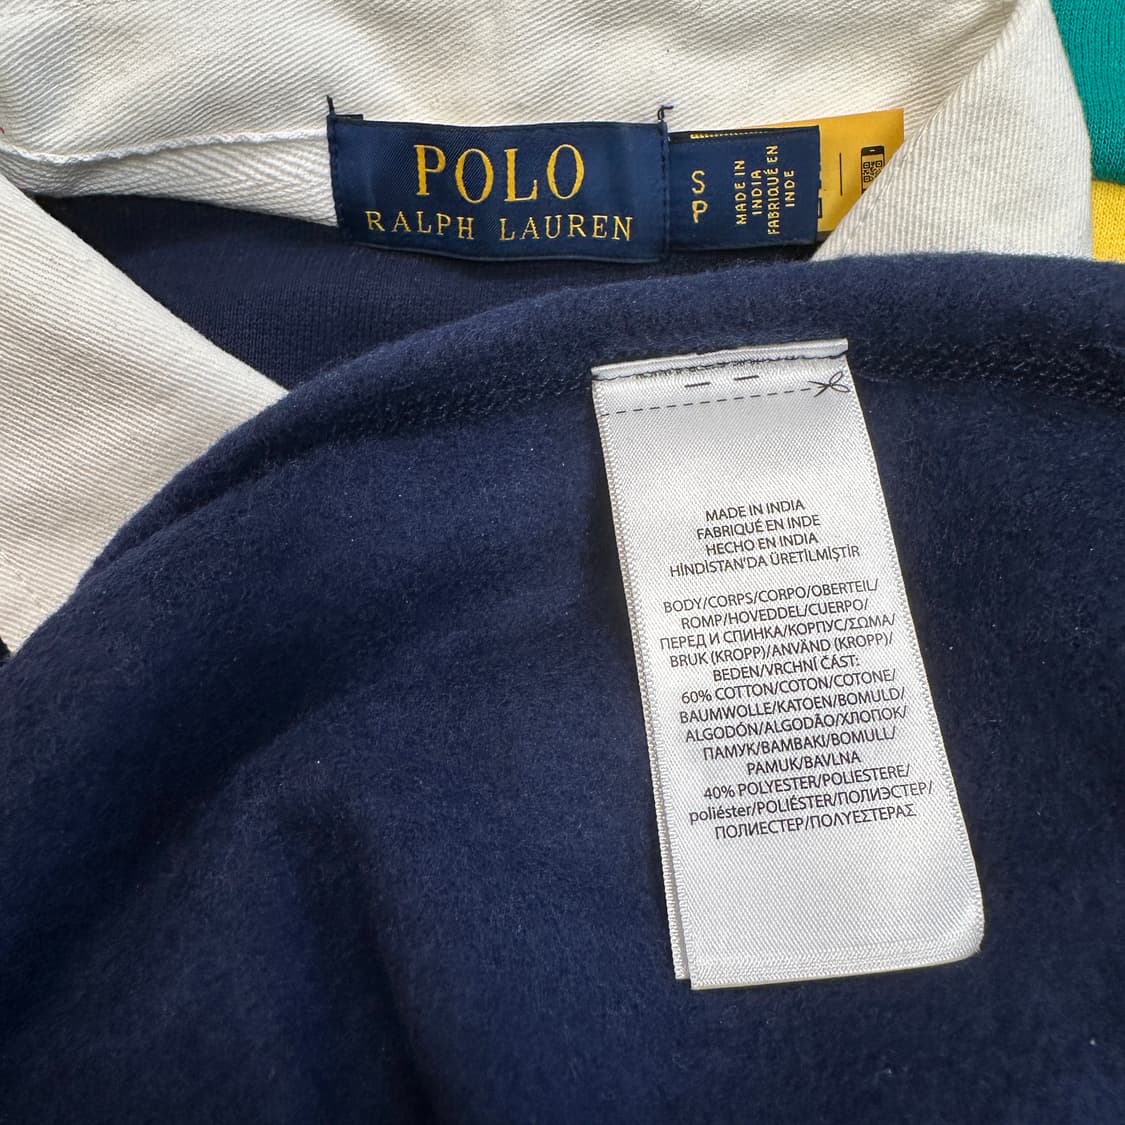 POLO
RALPH LAUREN
S
P
MADE IN
INDIA
FABRIQUÉ EN
INDE
MADE IN INDIA
FABRIQUÉ EN INDE
HECHO EN INDIA
HİNDİSTAN'DA ÜRETİLMİŞTİR
BODY/CORPS/CORPO/OBERTEIL/
ROMP/HOVEDDEL/CUERPO/
ПЕРЕД И СПИНКА/КОРПУС/ΣΩΜΑ/
BRUK (KROPP)/ANVÄND (KROPP)/
BEDEN/VRCHNÍ ČÁST:
60% COTTON/COTON/COTONE/
BAUMWOLLE/KATOEN/BOMULD/
ALGODÓN/ALGODÃO/ХЛОПОК/
ПАМУК/ΒΑΜΒΑΚΙ/BOMULL/
PAMUK/BAVLNA
40% POLYESTER/POLIESTERE/
poliéster/POLIÉSTER/ПОЛИЭСТЕР/
ПОЛИЕСТЕР/ΠΟΛΥΕΣΤΕΡΑΣ